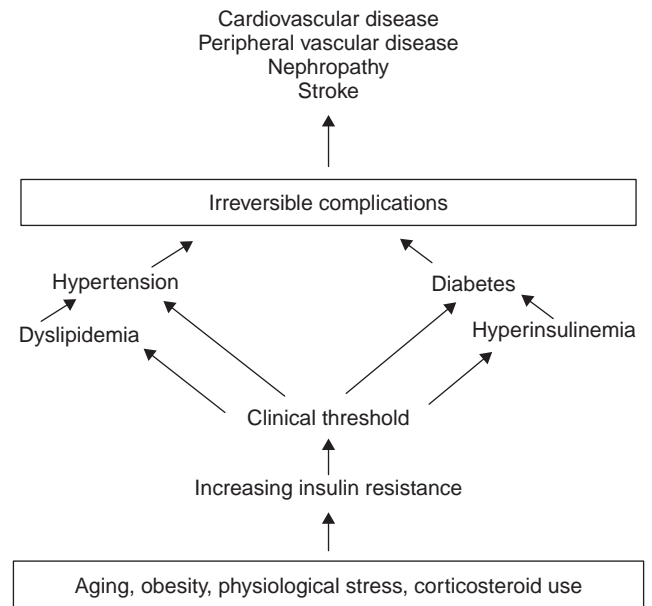 Cardiovascular disease
Peripheral vascular disease
Nephropathy
Stroke
Irreversible complications
Hypertension
Diabetes
Dyslipidemia
Hyperinsulinemia
Clinical threshold
Increasing insulin resistance
Aging, obesity, physiological stress, corticosteroid use